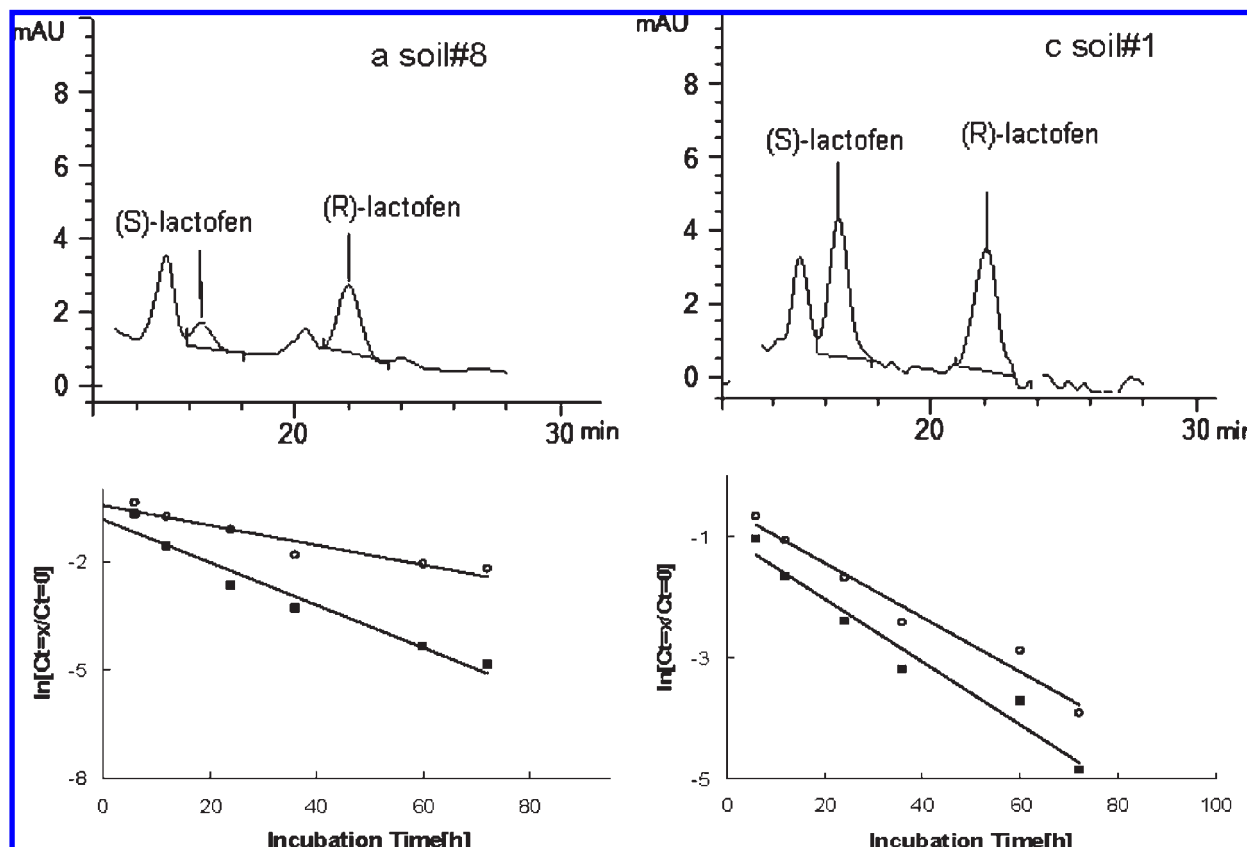 mAU
a soil#8
8
6
4
2
0
(S)-lactofen
(R)-lactofen
20
30 min
mAU
c soil#1
8
6
4
2
0
(S)-lactofen
(R)-lactofen
20
30 min
ln[Ct=x/Ct=0]
-2
-5
-8
0 20 40 60 80
Incubation Time[h]
ln[Ct=x/Ct=0]
-1
-3
-5
0 20 40 60 80 100
Incubation Time[h]